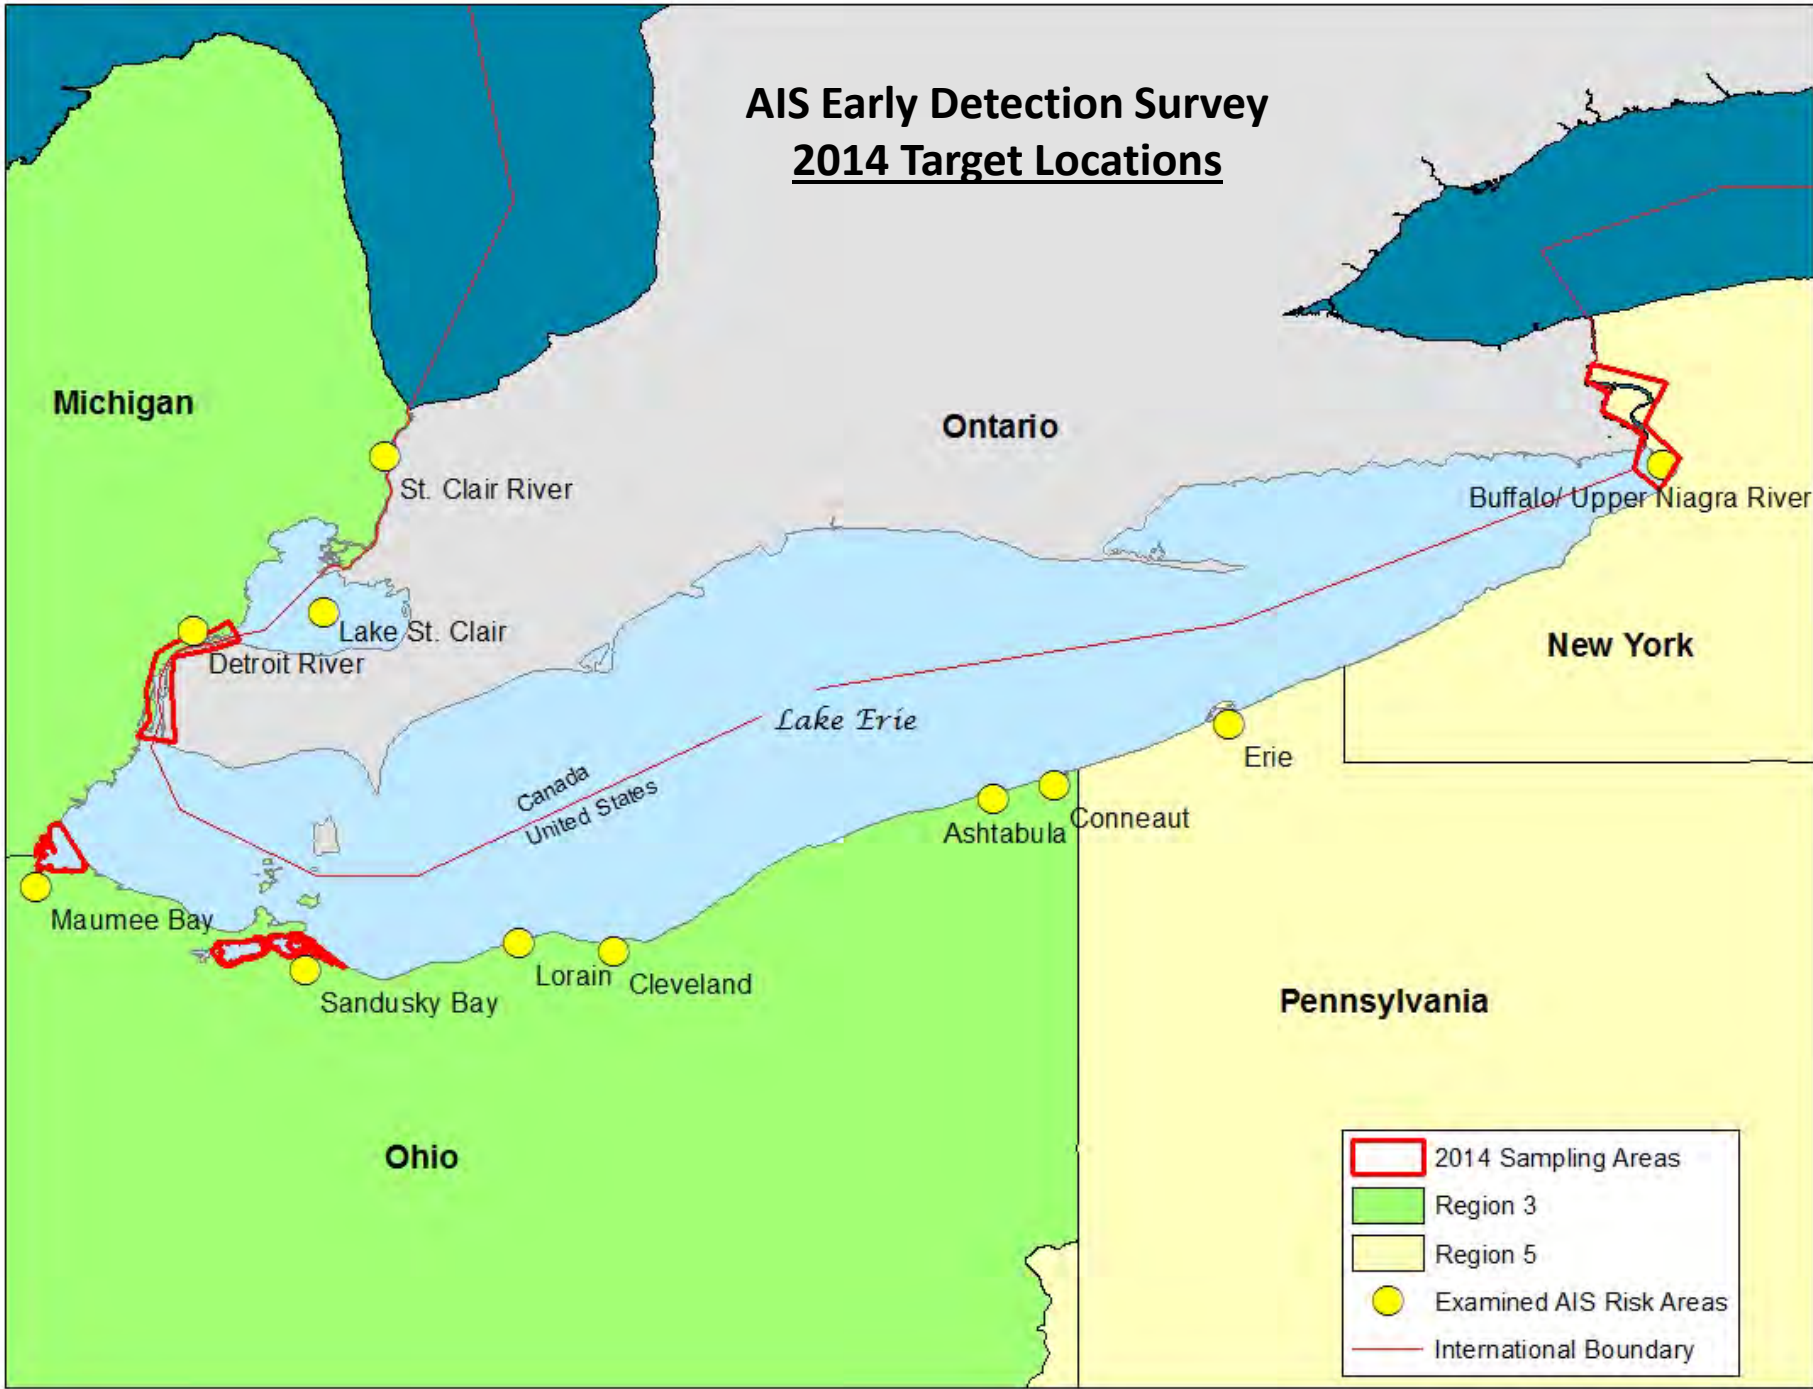 AIS Early Detection Survey
2014 Target Locations
Michigan
Ontario
St. Clair River
Buffalo/ Upper Niagra River
Lake St. Clair
Detroit River
New York
Lake Erie
Erie
Canada
United States
Conneaut
Ashtabula
Maumee Bay
Lorain
Cleveland
Sandusky Bay
Pennsylvania
Ohio
2014 Sampling Areas
Region 3
Region 5
Examined AIS Risk Areas
International Boundary